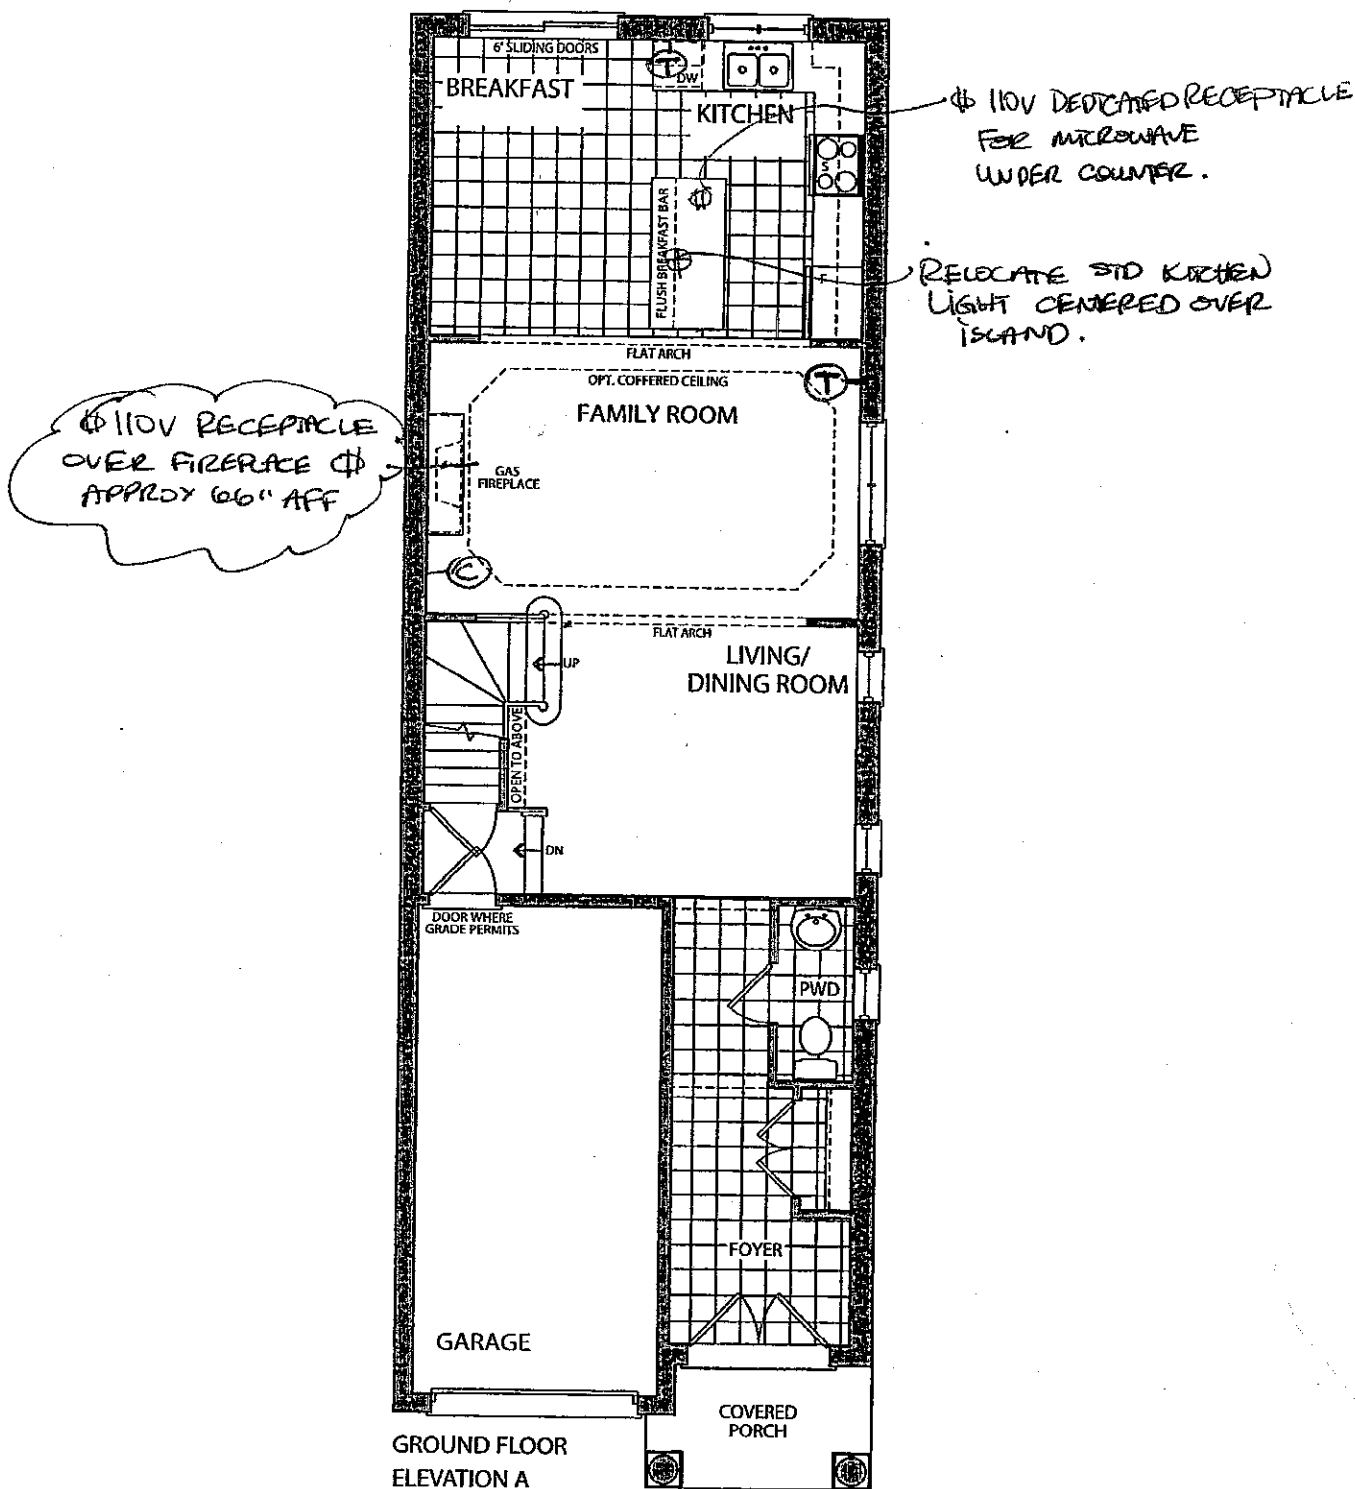 6' SLIDING DOORS
T
DW
BREAKFAST
KITCHEN
110V DEDICATED RECEPTACLE
FOR MICROWAVE
UNDER COUNTER.
S
FLUSH BREAKFAST BAR
F
RELOCATE STD KITCHEN
LIGHT CENTERED OVER
ISLAND.
FLAT ARCH
OPT. COFFERED CEILING
T
FAMILY ROOM
110V RECEPTACLE
OVER FIREPLACE
APPROX 66" AFF
GAS
FIREPLACE
C
FLAT ARCH
UP
LIVING/
DINING ROOM
OPEN TO ABOVE
DN
DOOR WHERE
GRADE PERMITS
PWD
FOYER
GARAGE
COVERED
PORCH
GROUND FLOOR
ELEVATION A